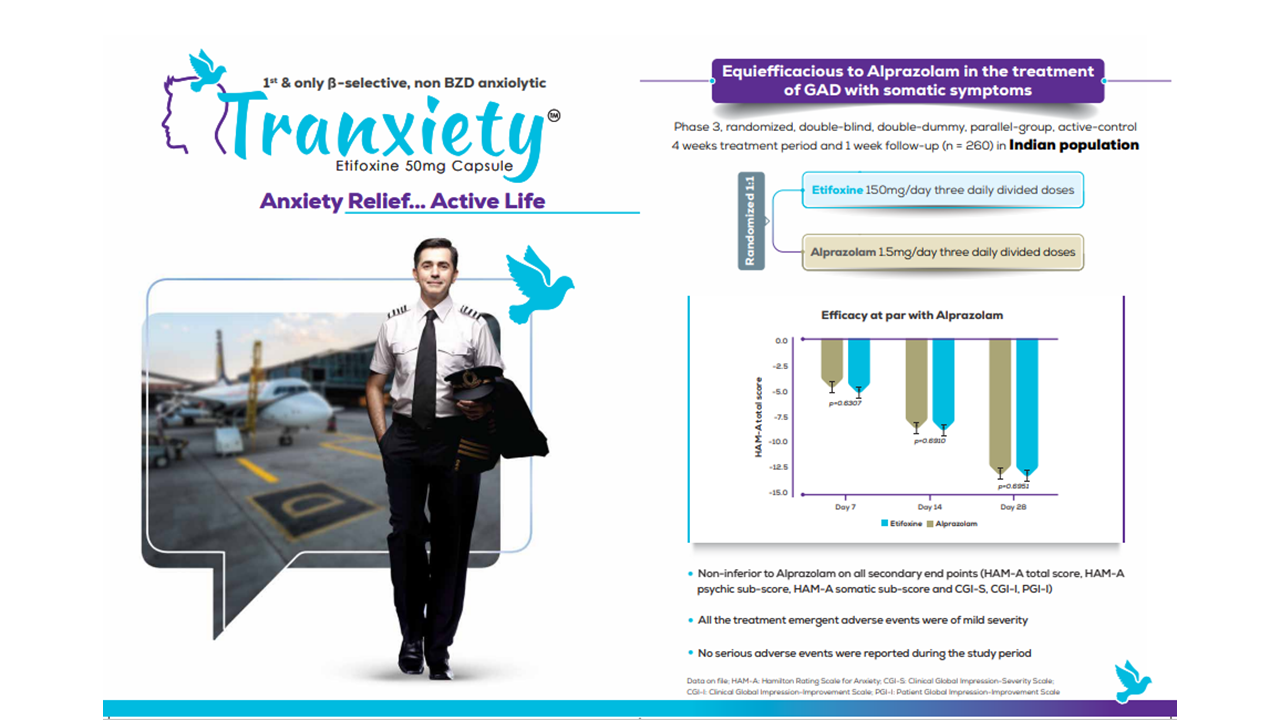 1st & only β-selective, non BZD anxiolytic
Tranxiety™
Etifoxine 50mg Capsule
Anxiety Relief... Active Life
D
Equiefficacious to Alprazolam in the treatment
of GAD with somatic symptoms
Phase 3, randomized, double-blind, double-dummy, parallel-group, active-control
4 weeks treatment period and 1 week follow-up (n = 260) in Indian population
Randomized 1:1
Etifoxine 150mg/day three daily divided doses
Alprazolam 1.5mg/day three daily divided doses
Efficacy at par with Alprazolam
HAM-A total score
0.0
-2.5
-5.0
-7.5
-10.0
-12.5
-15.0
p=0.6307
p=0.6910
p=0.6951
Day 7 Day 14 Day 28
Etifoxine Alprazolam
• Non-inferior to Alprazolam on all secondary end points (HAM-A total score, HAM-A
psychic sub-score, HAM-A somatic sub-score and CGI-S, CGI-I, PGI-I)
• All the treatment emergent adverse events were of mild severity
• No serious adverse events were reported during the study period
Data on file; HAM-A: Hamilton Rating Scale for Anxiety; CGI-S: Clinical Global Impression-Severity Scale;
CGI-I: Clinical Global Impression-Improvement Scale; PGI-I: Patient Global Impression-Improvement Scale